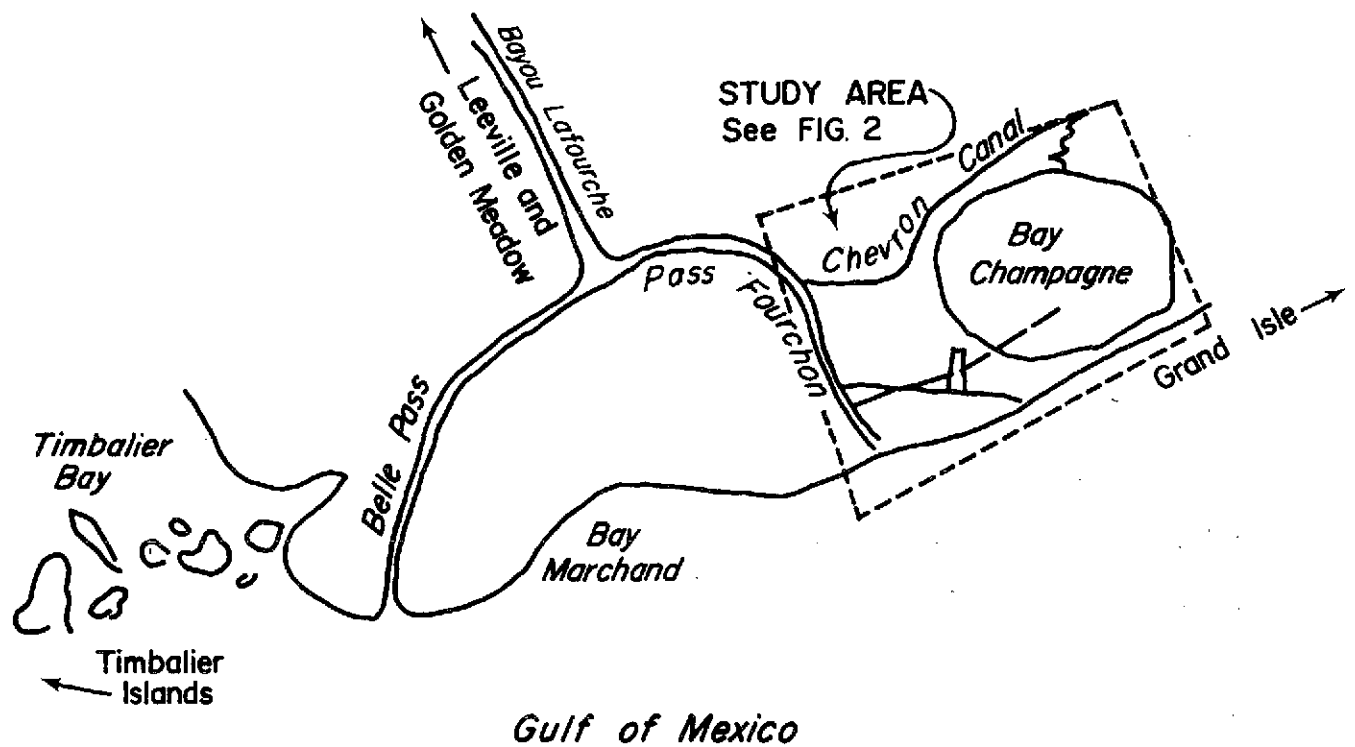 Bayou Lafourche
Leeville and
Golden Meadow
STUDY AREA
See FIG. 2
Chevron Canal
Bay
Champagne
Pass Fourchon
Grand Isle
Belle Pass
Timbalier
Bay
Bay
Marchand
Timbalier
Islands
Gulf of Mexico